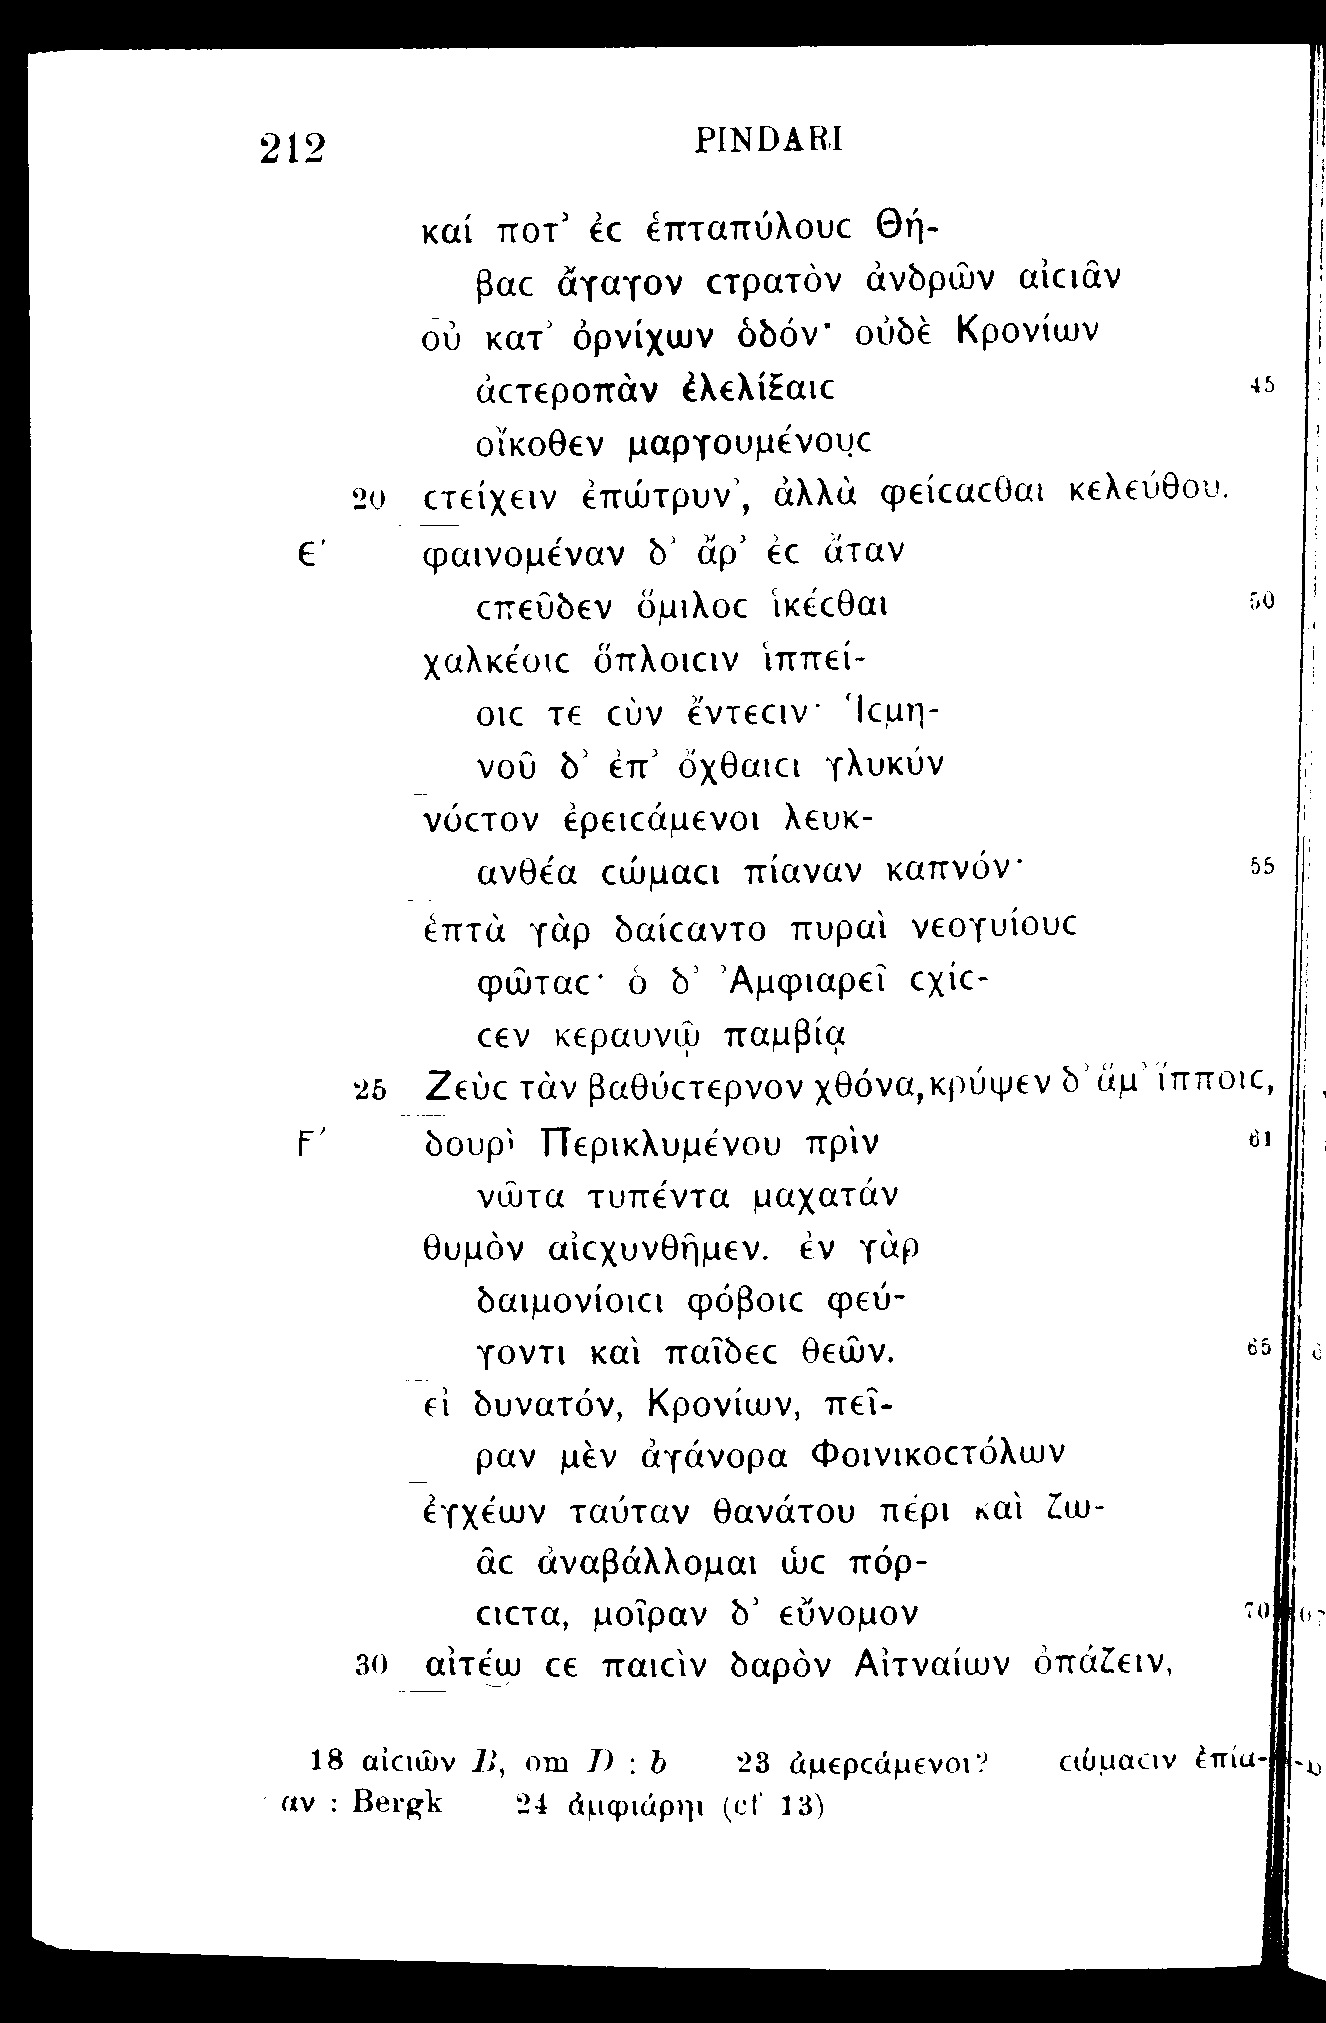 212 PINDARI
καί ποτ’ ἐϲ ἑπταπύλουϲ Θή-
βαϲ ἄγαγον ϲτρατὸν ἀνδρῶν αἰϲιᾶν
οὐ κατ’ ὀρνίχων ὁδόν· οὐδὲ Κρονίων
ἀϲτεροπὰν ἐλελίξαιϲ 45
οἴκοθεν μαργουμένουϲ
20 ϲτείχειν ἐπώτρυν’, ἀλλὰ φείϲαϲθαι κελεύθου.
Ε′ φαινομέναν δ’ ἄρ’ ἐϲ ἄταν
ϲπεῦδεν ὅμιλοϲ ἱκέϲθαι 50
χαλκέοιϲ ὅπλοιϲιν ἱππεί-
οιϲ τε ϲὺν ἔντεϲιν· Ἰϲμη-
νοῦ δ’ ἐπ’ ὄχθαιϲι γλυκύν
νόϲτον ἐρειϲάμενοι λευκ-
ανθέα ϲώμαϲι πίαναν καπνόν· 55
ἑπτὰ γὰρ δαίϲαντο πυραὶ νεογυίουϲ
φῶταϲ· ὁ δ’ Ἀμφιαρεῖ ϲχίϲ-
ϲεν κεραυνῷ παμβίᾳ
25 Ζεὺϲ τὰν βαθύϲτερνον χθόνα, κρύψεν δ’ ἅμ’ ἵπποιϲ,
Ϝ′ δουρὶ Περικλυμένου πρὶν 61
νῶτα τυπέντα μαχατάν
θυμὸν αἰϲχυνθῆμεν. ἐν γὰρ
δαιμονίοιϲι φόβοιϲ φεύ-
γοντι καὶ παῖδεϲ θεῶν. 65
εἰ δυνατόν, Κρονίων, πεῖ-
ραν μὲν ἀγάνορα Φοινικοϲτόλων
ἐγχέων ταύταν θανάτου πέρι καὶ ζω-
ᾶϲ ἀναβάλλομαι ὡϲ πόρ-
ϲιϲτα, μοῖραν δ’ εὔνομον 70
30 αἰτέω ϲε παιϲὶν δαρὸν Αἰτναίων ὀπάζειν,
18 αἰϲιῶν B, om D : b 23 ἀμερϲάμενοι? ϲώμαϲιν ἐπία-
αν : Bergk 24 ἀμφιάρηι (cf 13)